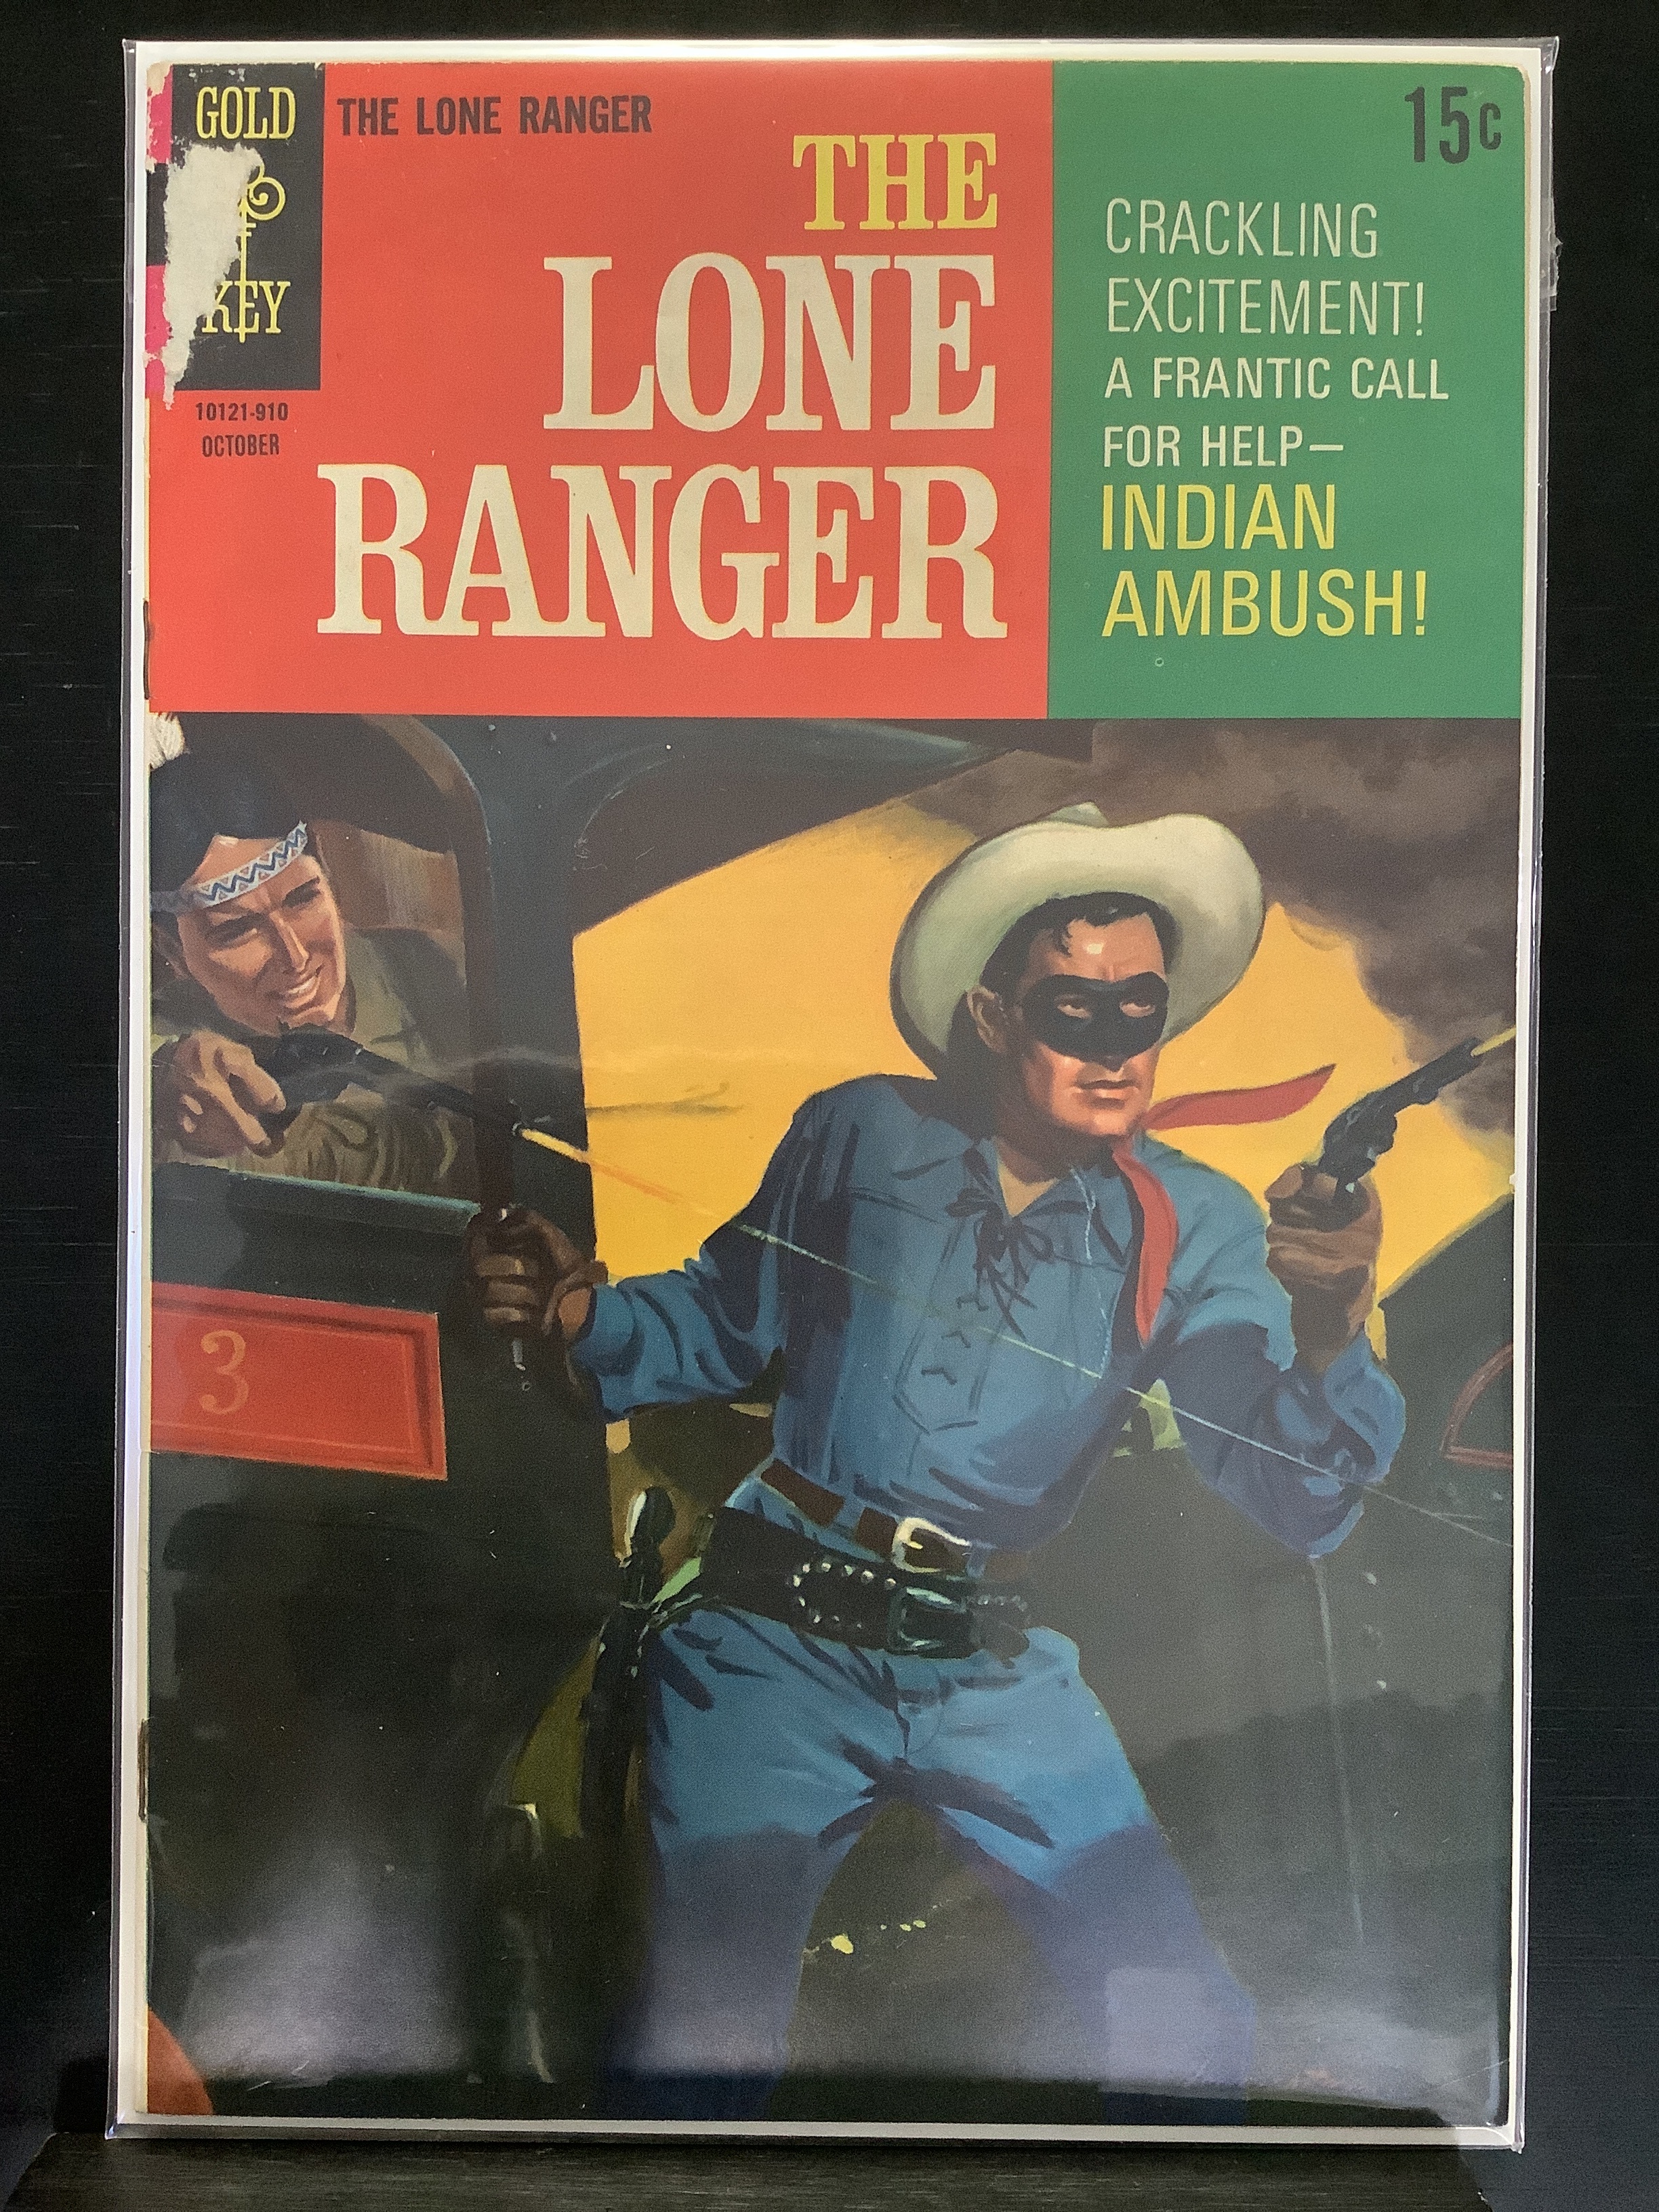 GOLD
KEY
10121-910
OCTOBER
THE LONE RANGER
THE
LONE
RANGER
15¢
CRACKLING
EXCITEMENT!
A FRANTIC CALL
FOR HELP—
INDIAN
AMBUSH!
3